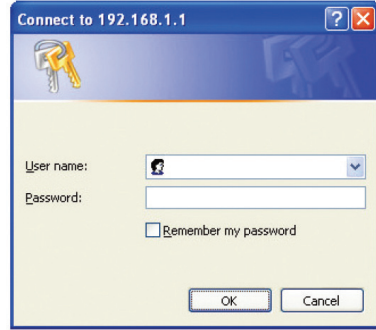 Connect to 192.168.1.1
User name:
Password:
Remember my password
OK
Cancel